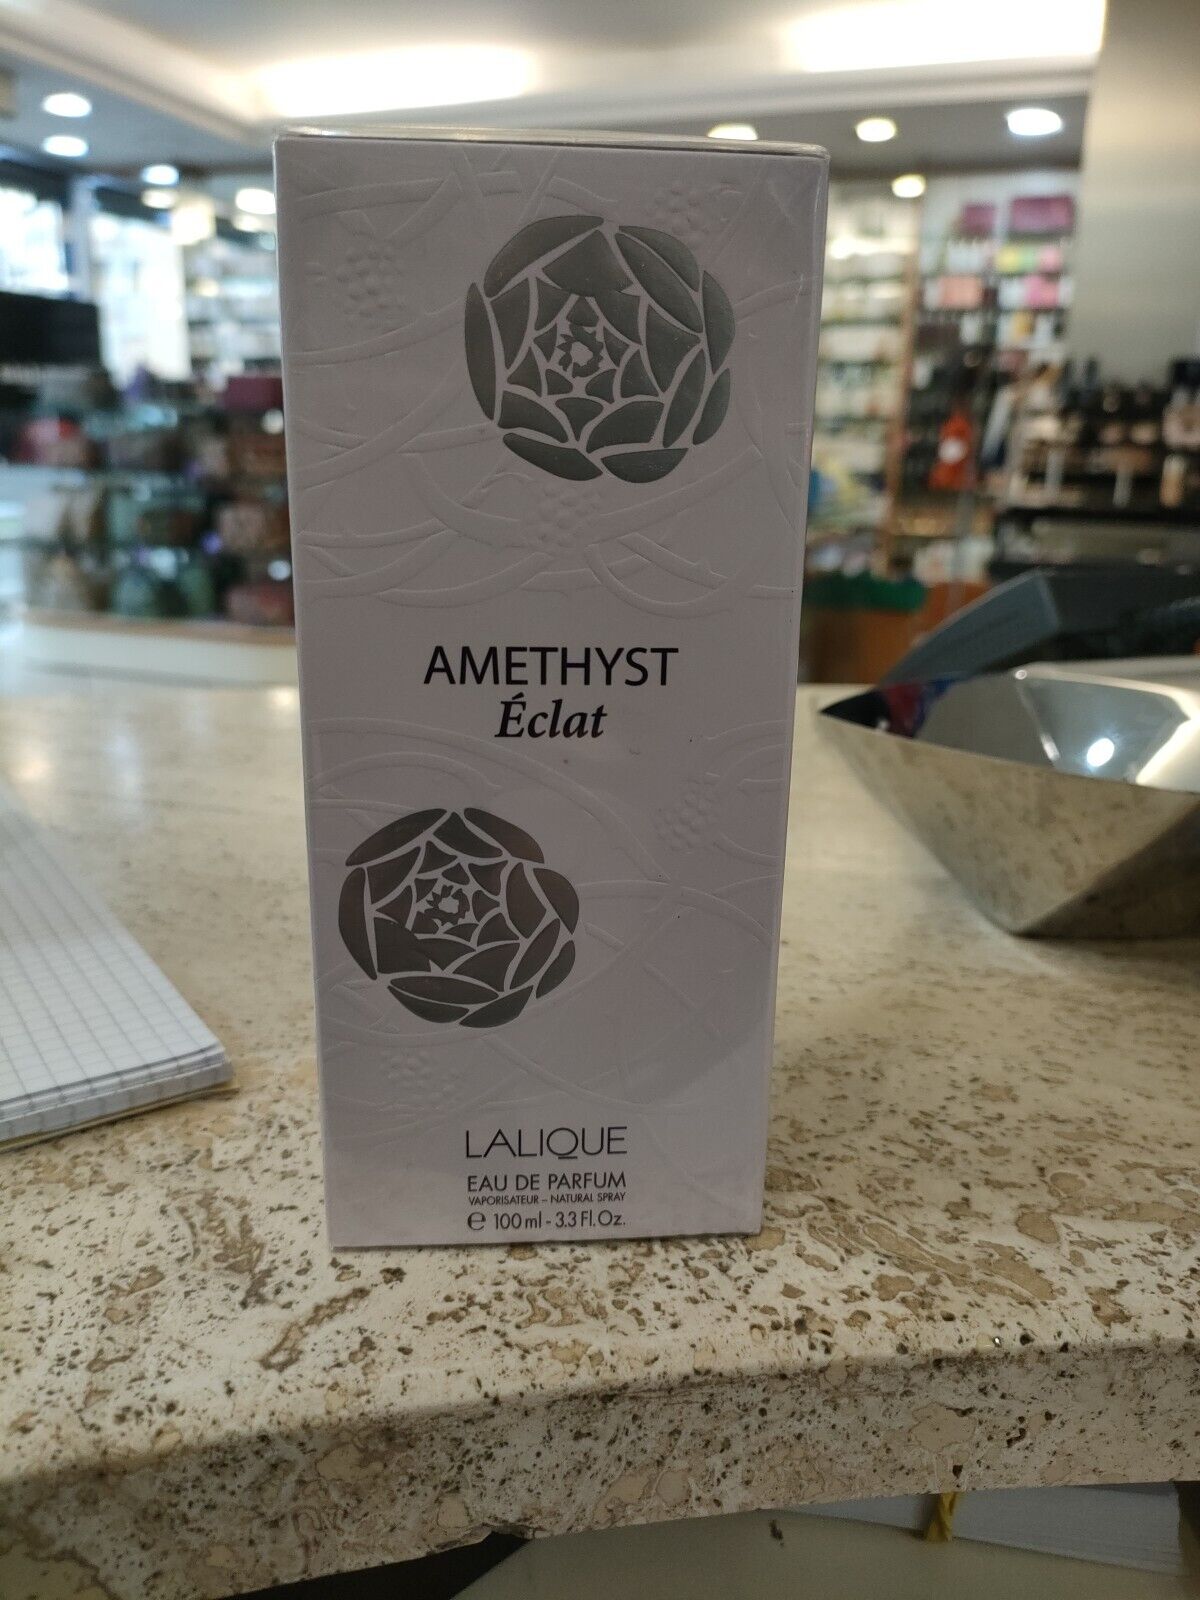 AMETHYST
Éclat
LALIQUE
EAU DE PARFUM
VAPORISATEUR – NATURAL SPRAY
℮ 100 ml - 3.3 Fl.Oz.